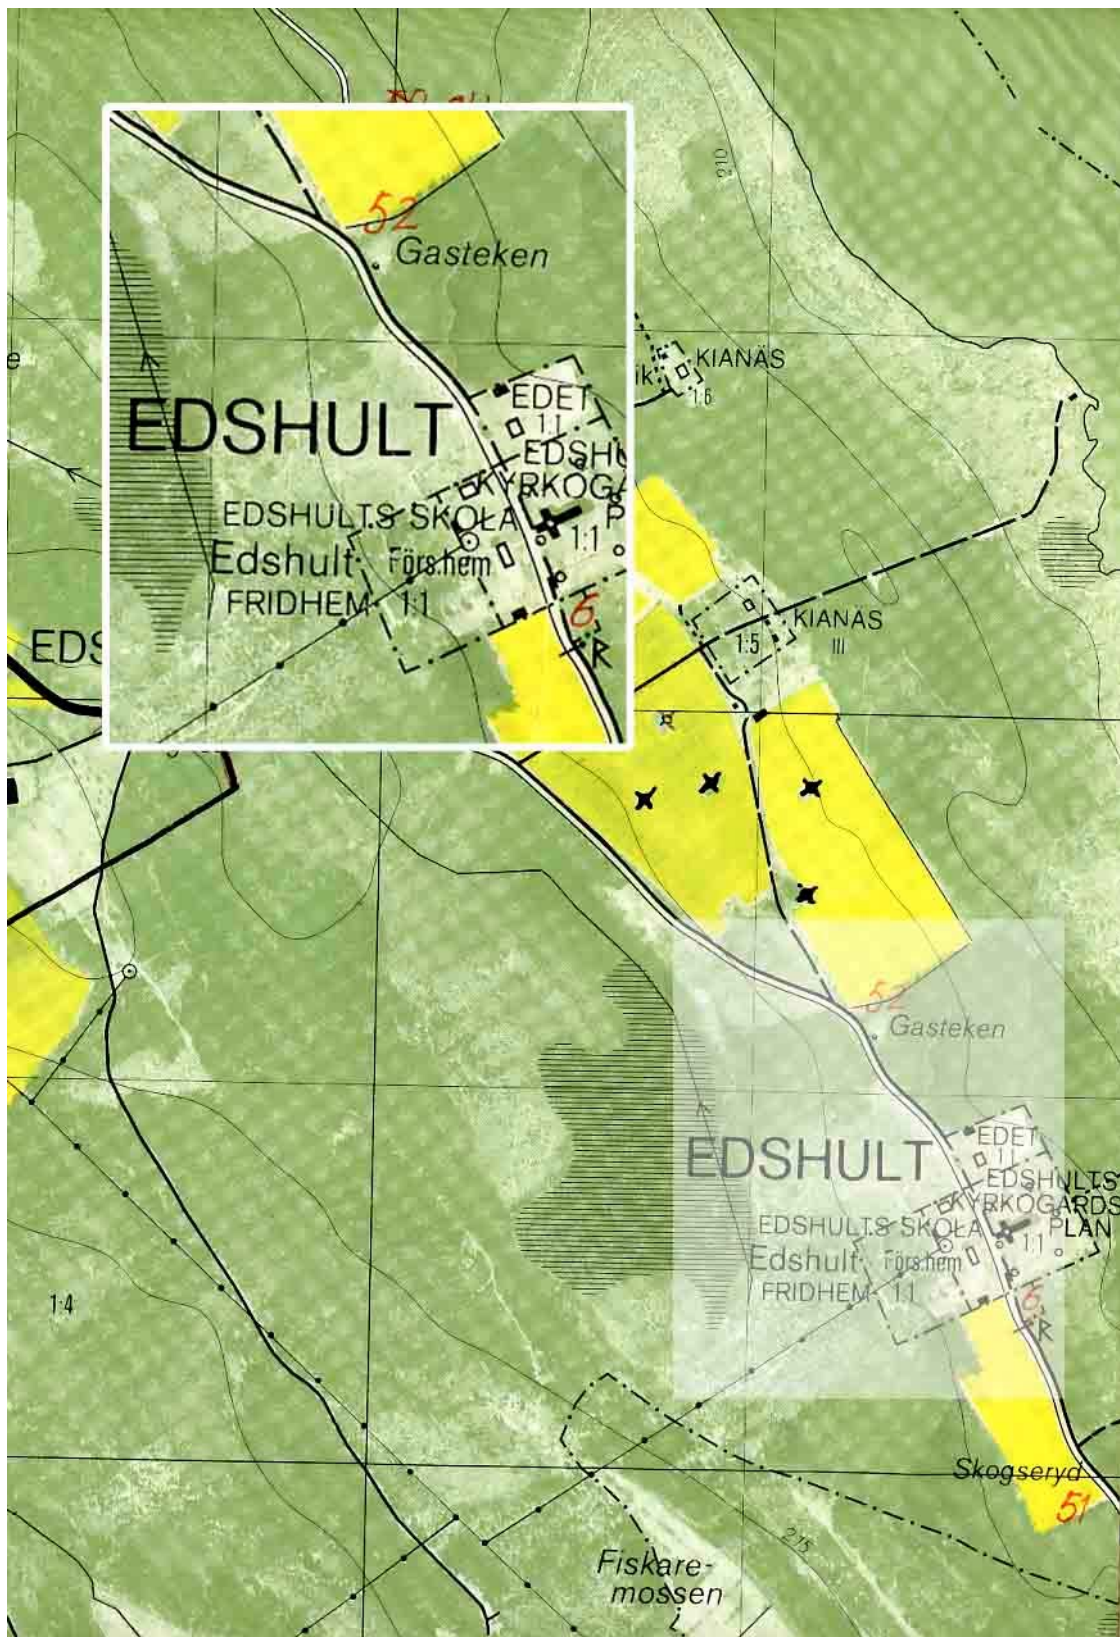 210
52
Gasteken
KIANÄS
1:6
EDET
1:1
EDSHULT
EDSHU
KYRKOGÅ
EDSHULTS SKOLA
P
1:1
Edshult
Förs.hem
FRIDHEM 1:1
6
R
KIANÄS
III
1:5
EDS
52
Gasteken
EDET
1:1
EDSHULT
EDSHULTS
KYRKOGÅRDS
PLAN
EDSHULTS SKOLA
1:1
Edshult
Förs.hem
FRIDHEM 1:1
6
R
1:4
Skogseryd
51
215
Fiskare-
mossen